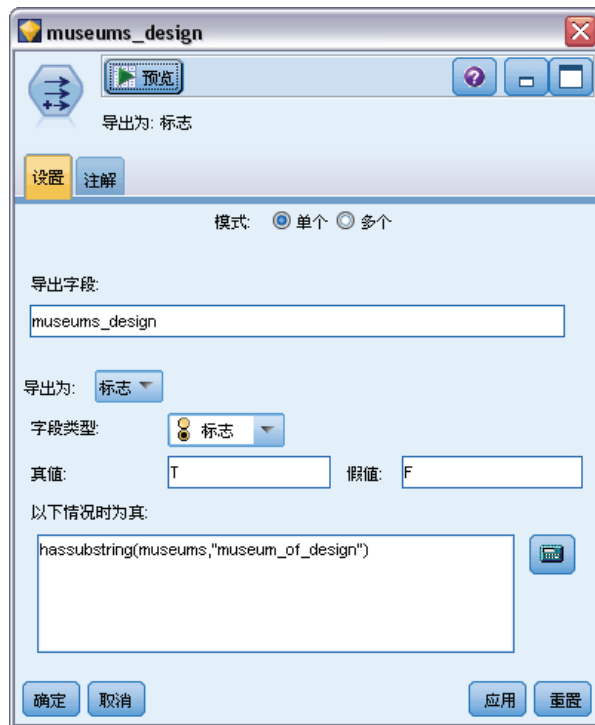 museums_design
预览
导出为: 标志
设置 注解
模式: 单个 多个
导出字段:
museums_design
导出为: 标志
字段类型: 标志
真值: T 假值: F
以下情况时为真:
hassubstring(museums,"museum_of_design")
确定 取消 应用 重置